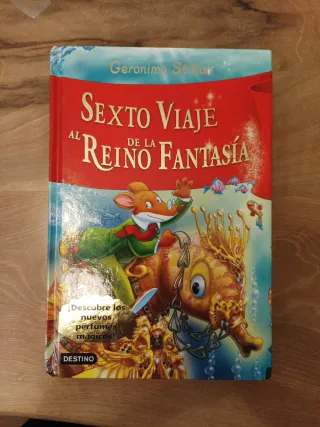 Geronimo Stilton
SEXTO VIAJE
AL REINO DE LA FANTASÍA
¡Descubre los
nuevos
perfumes
mágicos!
DESTINO